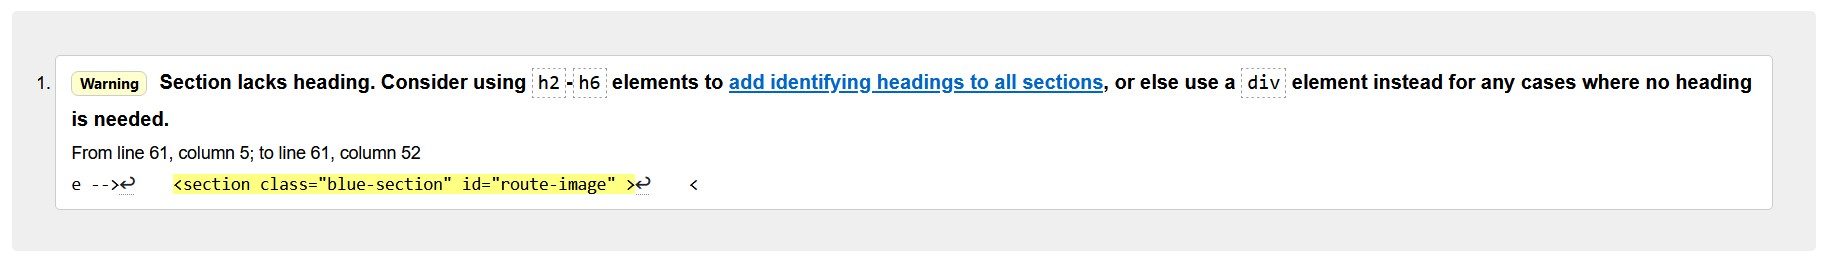 1. Warning Section lacks heading. Consider using h2-h6 elements to add identifying headings to all sections, or else use a div element instead for any cases where no heading
is needed.
From line 61, column 5; to line 61, column 52
e -->↩ <section class="blue-section" id="route-image" >↩ <